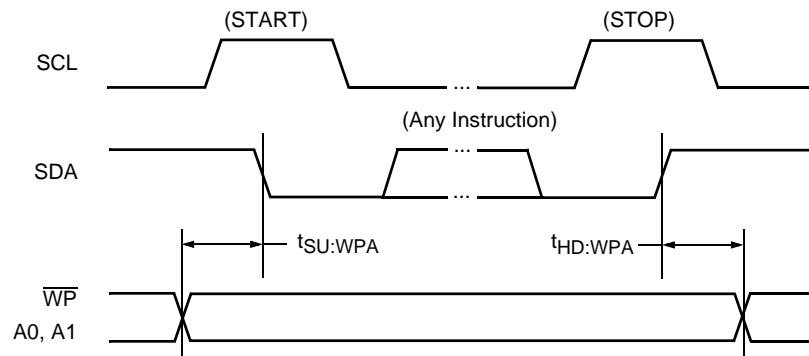 (START)
(STOP)
SCL
...
(Any Instruction)
...
SDA
...
tSU:WPA
tHD:WPA
WP
A0, A1